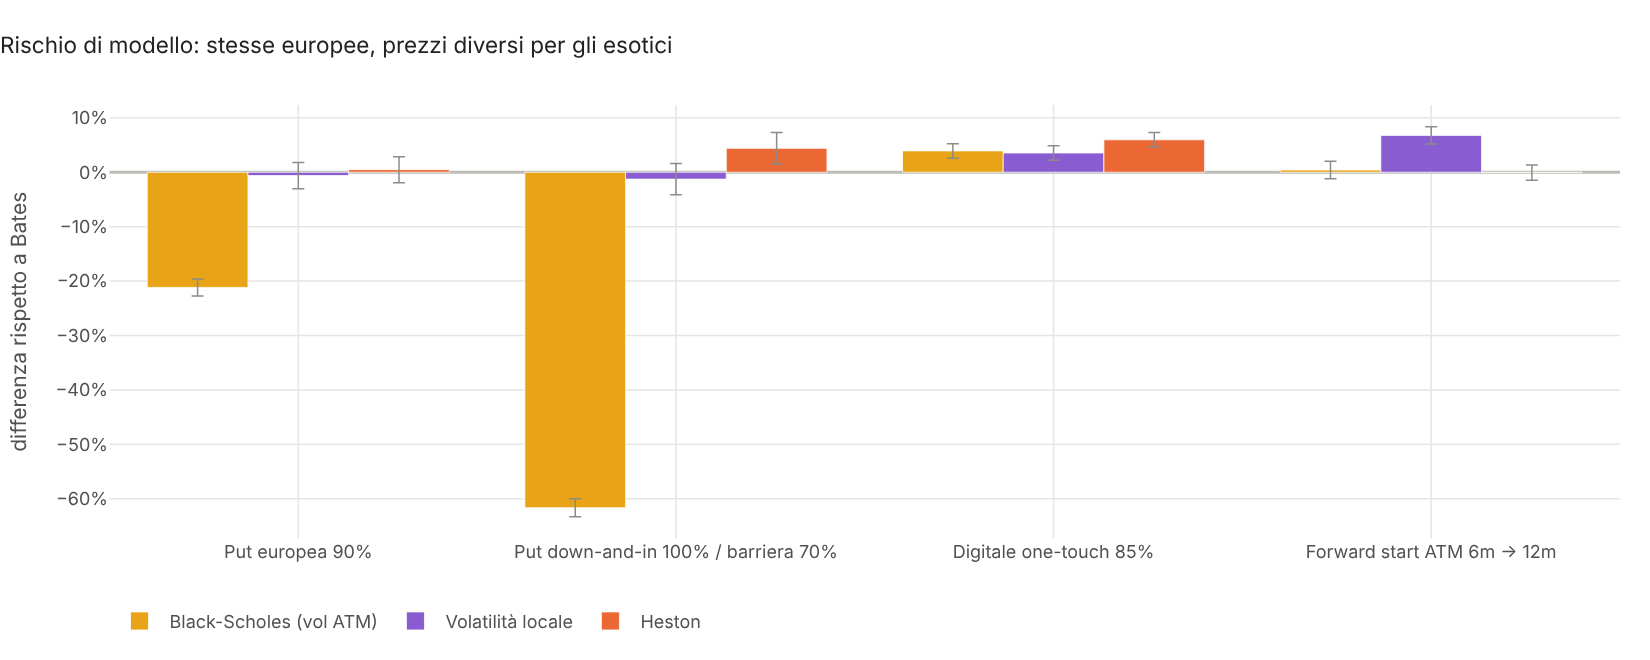 Rischio di modello: stesse europee, prezzi diversi per gli esotici
differenza rispetto a Bates
10%
0%
−10%
−20%
−30%
−40%
−50%
−60%
Put europea 90%
Put down-and-in 100% / barriera 70%
Digitale one-touch 85%
Forward start ATM 6m → 12m
Black-Scholes (vol ATM)
Volatilità locale
Heston